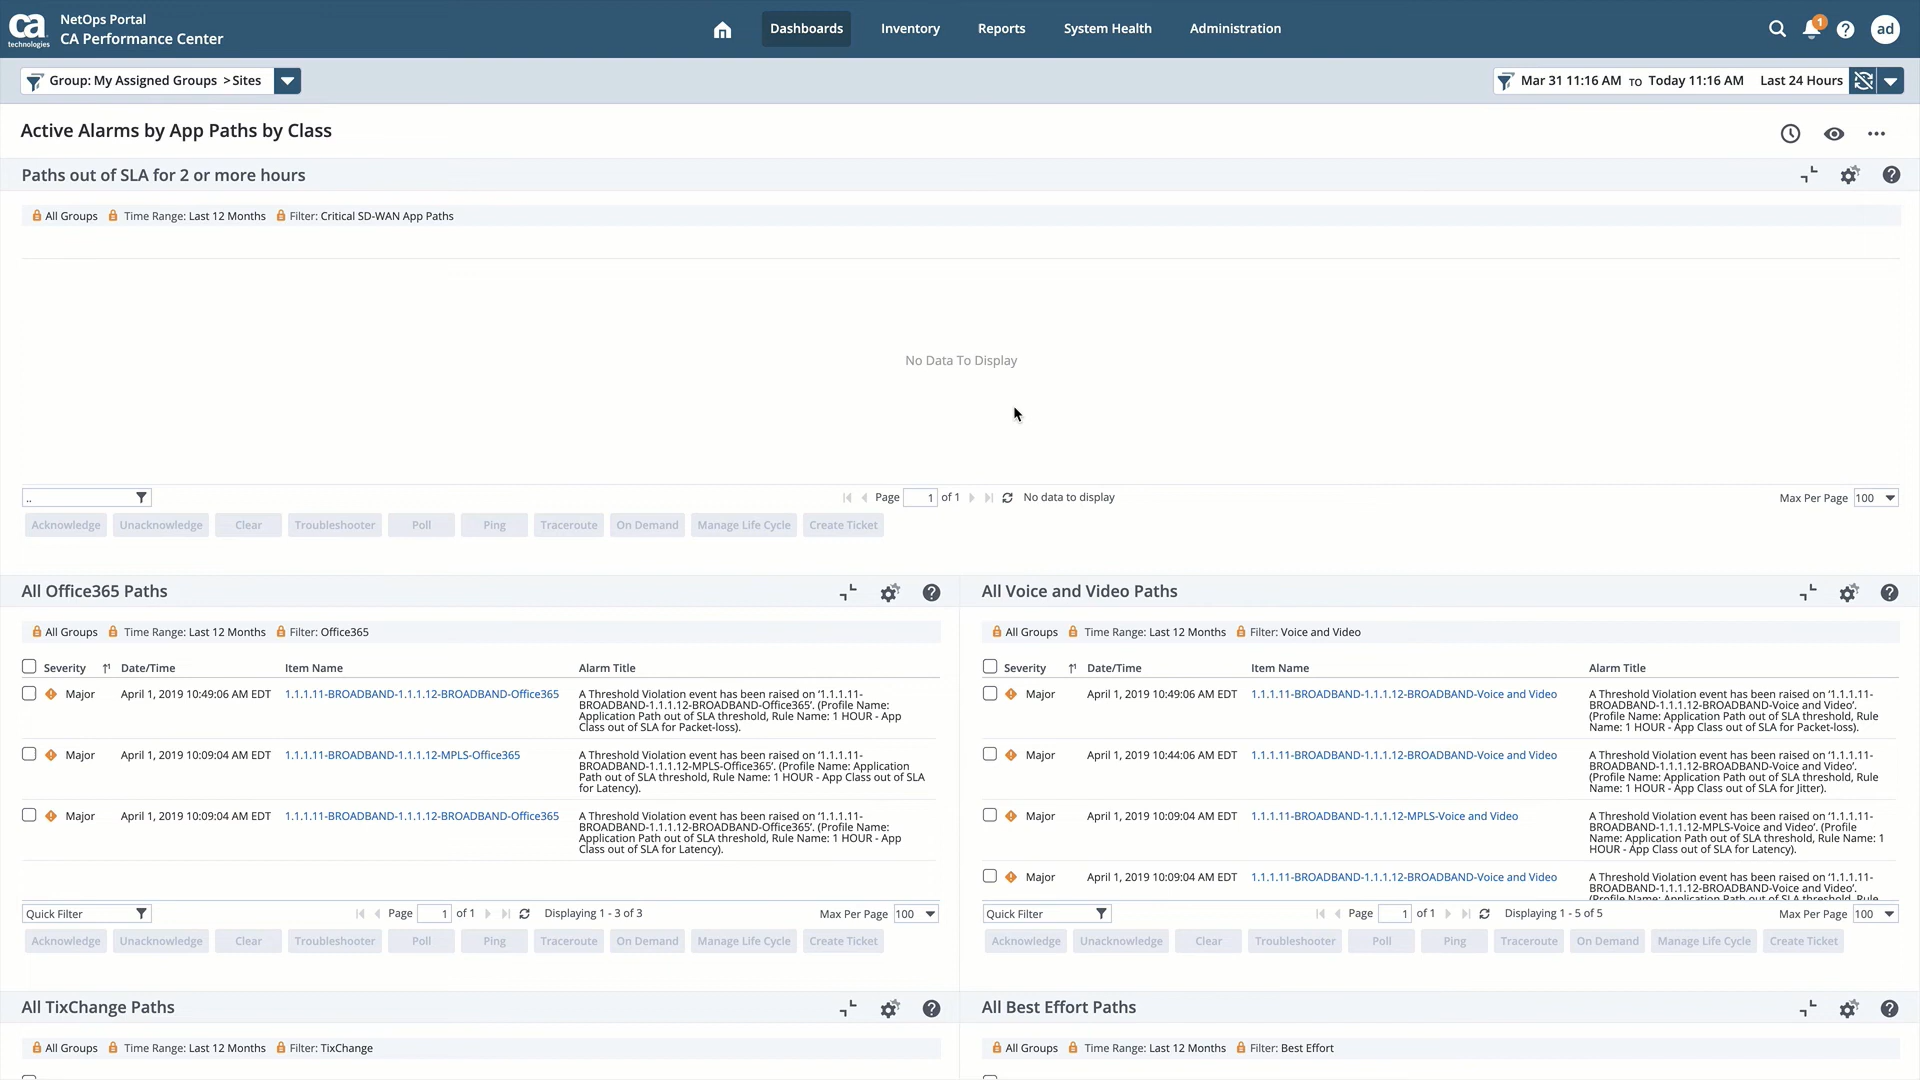 ca
technologies
NetOps Portal
CA Performance Center
Dashboards
Inventory
Reports
System Health
Administration
1
ad
Group: My Assigned Groups > Sites
Mar 31 11:16 AM TO Today 11:16 AM Last 24 Hours
Active Alarms by App Paths by Class
Paths out of SLA for 2 or more hours
All Groups Time Range: Last 12 Months Filter: Critical SD-WAN App Paths
No Data To Display
..
Page 1 of 1 No data to display
Max Per Page 100
Acknowledge Unacknowledge Clear Troubleshooter Poll Ping Traceroute On Demand Manage Life Cycle Create Ticket
All Office365 Paths
All Groups Time Range: Last 12 Months Filter: Office365
Severity Date/Time Item Name Alarm Title
Major April 1, 2019 10:49:06 AM EDT 1.1.1.11-BROADBAND-1.1.1.12-BROADBAND-Office365 A Threshold Violation event has been raised on '1.1.1.11-
BROADBAND-1.1.1.12-BROADBAND-Office365'. (Profile Name:
Application Path out of SLA threshold, Rule Name: 1 HOUR - App
Class out of SLA for Packet-loss).
Major April 1, 2019 10:09:04 AM EDT 1.1.1.11-BROADBAND-1.1.1.12-MPLS-Office365 A Threshold Violation event has been raised on '1.1.1.11-
BROADBAND-1.1.1.12-MPLS-Office365'. (Profile Name: Application
Path out of SLA threshold, Rule Name: 1 HOUR - App Class out of SLA
for Latency).
Major April 1, 2019 10:09:04 AM EDT 1.1.1.11-BROADBAND-1.1.1.12-BROADBAND-Office365 A Threshold Violation event has been raised on '1.1.1.11-
BROADBAND-1.1.1.12-BROADBAND-Office365'. (Profile Name:
Application Path out of SLA threshold, Rule Name: 1 HOUR - App
Class out of SLA for Latency).
Quick Filter
Page 1 of 1 Displaying 1 - 3 of 3
Max Per Page 100
Acknowledge Unacknowledge Clear Troubleshooter Poll Ping Traceroute On Demand Manage Life Cycle Create Ticket
All Voice and Video Paths
All Groups Time Range: Last 12 Months Filter: Voice and Video
Severity Date/Time Item Name Alarm Title
Major April 1, 2019 10:49:06 AM EDT 1.1.1.11-BROADBAND-1.1.1.12-BROADBAND-Voice and Video A Threshold Violation event has been raised on '1.1.1.11-
BROADBAND-1.1.1.12-BROADBAND-Voice and Video'.
(Profile Name: Application Path out of SLA threshold, Rule
Name: 1 HOUR - App Class out of SLA for Packet-loss).
Major April 1, 2019 10:44:06 AM EDT 1.1.1.11-BROADBAND-1.1.1.12-BROADBAND-Voice and Video A Threshold Violation event has been raised on '1.1.1.11-
BROADBAND-1.1.1.12-BROADBAND-Voice and Video'.
(Profile Name: Application Path out of SLA threshold, Rule
Name: 1 HOUR - App Class out of SLA for Jitter).
Major April 1, 2019 10:09:04 AM EDT 1.1.1.11-BROADBAND-1.1.1.12-MPLS-Voice and Video A Threshold Violation event has been raised on '1.1.1.11-
BROADBAND-1.1.1.12-MPLS-Voice and Video'. (Profile
Name: Application Path out of SLA threshold, Rule Name: 1
HOUR - App Class out of SLA for Latency).
Major April 1, 2019 10:09:04 AM EDT 1.1.1.11-BROADBAND-1.1.1.12-BROADBAND-Voice and Video A Threshold Violation event has been raised on '1.1.1.11-
BROADBAND-1.1.1.12-BROADBAND-Voice and Video'.
(Profile Name: Application Path out of SLA threshold, Rule
Quick Filter
Page 1 of 1 Displaying 1 - 5 of 5
Max Per Page 100
Acknowledge Unacknowledge Clear Troubleshooter Poll Ping Traceroute On Demand Manage Life Cycle Create Ticket
All TixChange Paths
All Groups Time Range: Last 12 Months Filter: TixChange
All Best Effort Paths
All Groups Time Range: Last 12 Months Filter: Best Effort